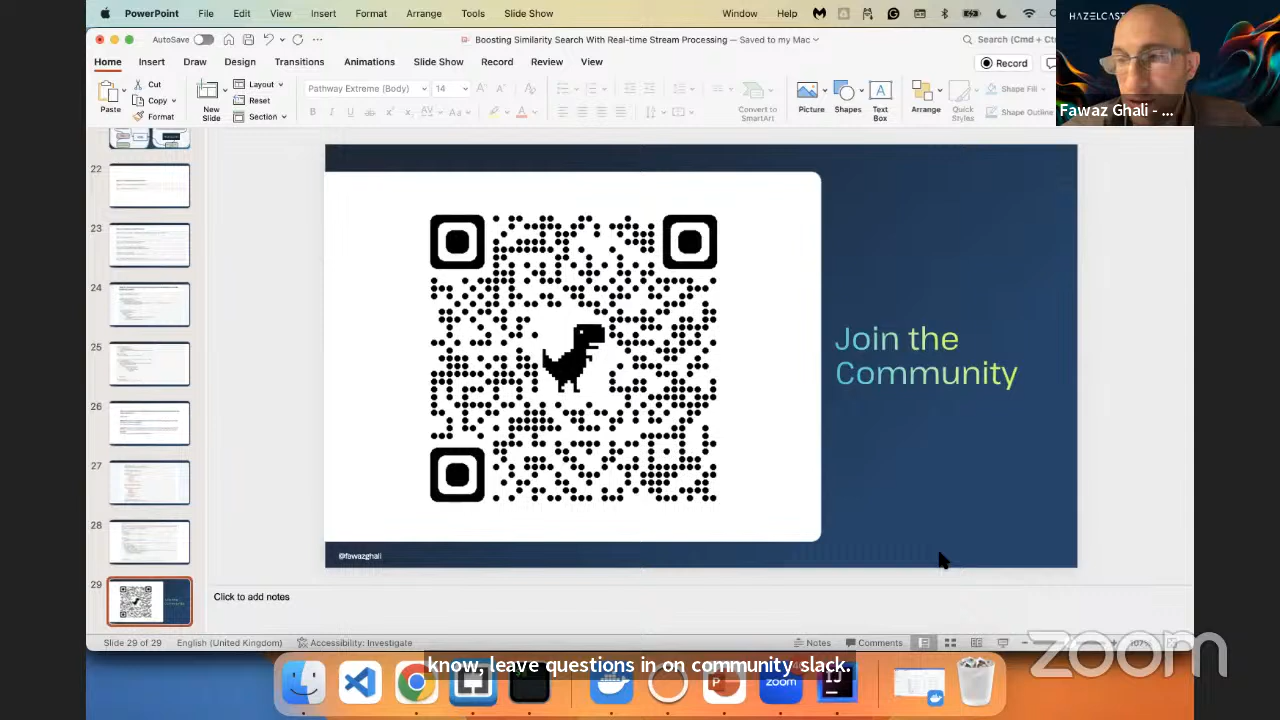 PowerPoint File Edit View Insert Format Arrange Tools Slide Show Window Help
AutoSave Boosting Similarity Search With Real-time Stream Processing — Saved to my Mac Search (Cmd + Ctr
Home Insert Draw Design Transitions Animations Slide Show Record Review View Record
Paste Cut Copy Format New Slide Layout Reset Section Pathway Extreme (Body) 14 Convert to SmartArt Picture Shapes Text Box Arrange Quick Styles Shape Fill Shape Outline
HAZELCAST
Fawaz Ghali - ...
22
23
24
25
26
27
28
29
Join the
Community
@fawazghali
Click to add notes
Slide 29 of 29 English (United Kingdom) Accessibility: Investigate Notes Comments 107%
zoom
know, leave questions in on community slack.
zoom